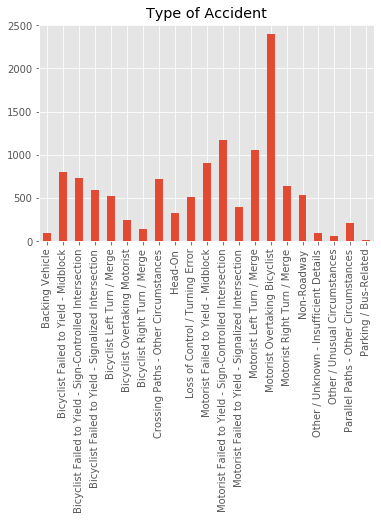 Type of Accident
2500
2000
1500
1000
500
0
Backing Vehicle
Bicyclist Failed to Yield - Midblock
Bicyclist Failed to Yield - Sign-Controlled Intersection
Bicyclist Failed to Yield - Signalized Intersection
Bicyclist Left Turn / Merge
Bicyclist Overtaking Motorist
Bicyclist Right Turn / Merge
Crossing Paths - Other Circumstances
Head-On
Loss of Control / Turning Error
Motorist Failed to Yield - Midblock
Motorist Failed to Yield - Sign-Controlled Intersection
Motorist Failed to Yield - Signalized Intersection
Motorist Left Turn / Merge
Motorist Overtaking Bicyclist
Motorist Right Turn / Merge
Non-Roadway
Other / Unknown - Insufficient Details
Other / Unusual Circumstances
Parallel Paths - Other Circumstances
Parking / Bus-Related